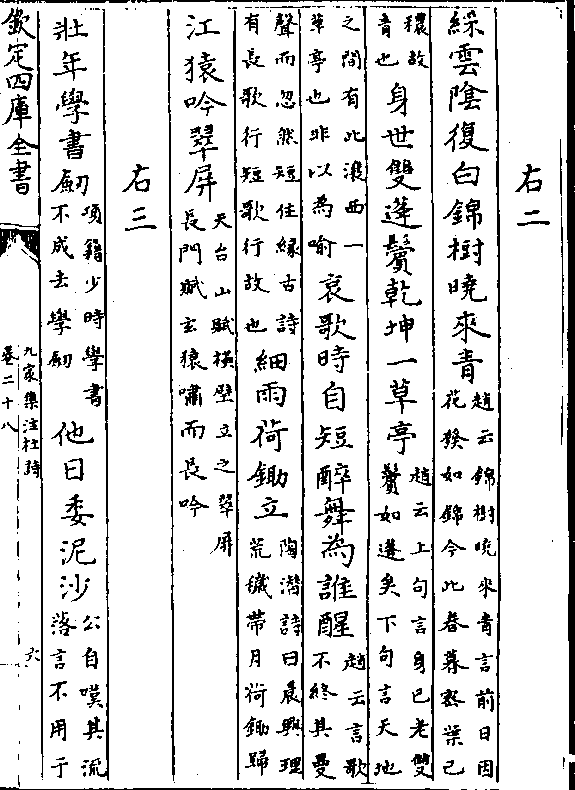 右二
綵雲陰復白錦樹曉來青趙云錦樹曉來青言前日因花發如錦今此春暮密葉已
穠故青也身世雙蓬鬢乾坤一草亭趙云上句言身已老雙鬢如蓬矣下句言天地
之間有此瀼西一草亭也非以為喻哀歌時自短醉舞為誰醒趙云言歌不終其曼
聲而忽然短住緣古詩有長歌行短歌行故也細雨荷鋤立陶潛詩曰晨興理荒穢帶月荷鋤歸
江猿吟翠屏天台山賦摶壁立之翠屏長門賦玄猿嘯而長吟
右三
壯年學書劒項籍少時學書不成去學劒他日委泥沙公自嘆其流落言不用于
欽定四庫全書
九家集注杜詩
卷二十八
六